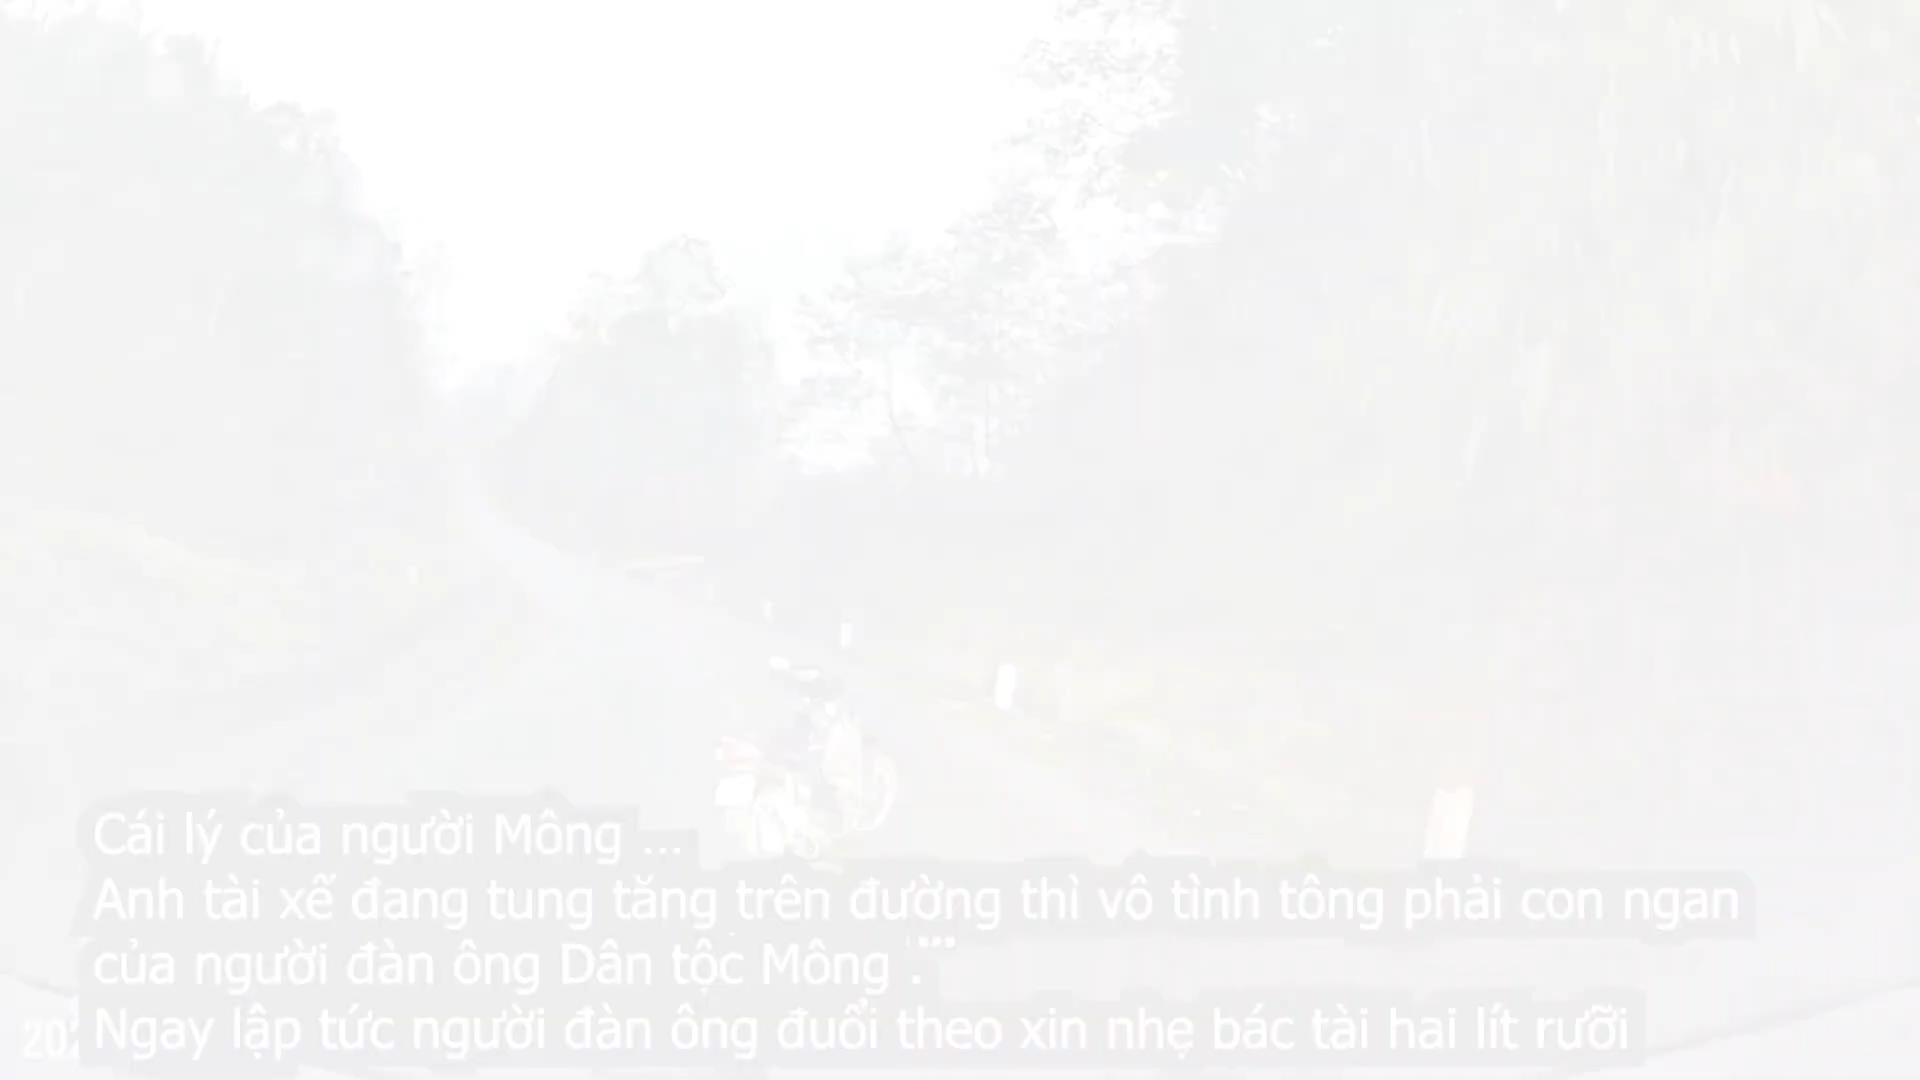 Cái lý của người Mông ...
Anh tài xế đang tung tăng trên đường thì vô tình tông phải con ngan
của người đàn ông Dân tộc Mông .
Ngay lập tức người đàn ông đuổi theo xin nhẹ bác tài hai lít rưỡi